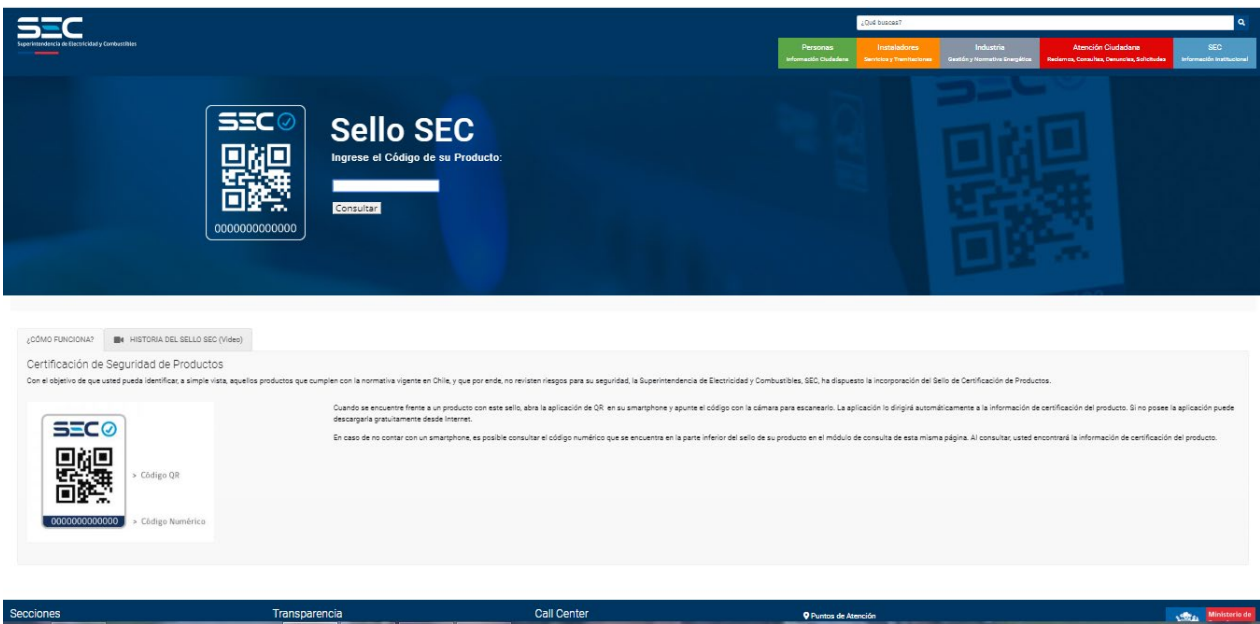 SEC
Superintendencia de Electricidad y Combustibles
¿Qué buscas?
Personas
Información Ciudadana
Instaladores
Servicios y Tramitaciones
Industria
Gestión y Normativa Energética
Atención Ciudadana
Reclamos, Consultas, Denuncias, Solicitudes
SEC
Información Institucional
SEC
0000000000000
Sello SEC
Ingrese el Código de su Producto:
Consultar
SEC
¿CÓMO FUNCIONA?
HISTORIA DEL SELLO SEC (Video)
Certificación de Seguridad de Productos
Con el objetivo de que usted pueda identificar, a simple vista, aquellos productos que cumplen con la normativa vigente en Chile, y que por ende, no revisten riesgos para su seguridad, la Superintendencia de Electricidad y Combustibles, SEC, ha dispuesto la incorporación del Sello de Certificación de Productos.
Cuando se encuentre frente a un producto con este sello, abra la aplicación de QR en su smartphone y apunte el código con la cámara para escanearlo. La aplicación lo dirigirá automáticamente a la información de certificación del producto. Si no posee la aplicación puede
descargarla gratuitamente desde Internet.
En caso de no contar con un smartphone, es posible consultar el código numérico que se encuentra en la parte inferior del sello de su producto en el módulo de consulta de esta misma página. Al consultar, usted encontrará la información de certificación del producto.
SEC
> Código QR
0000000000000
> Código Numérico
Secciones
Transparencia
Call Center
Puntos de Atención
Ministerio de